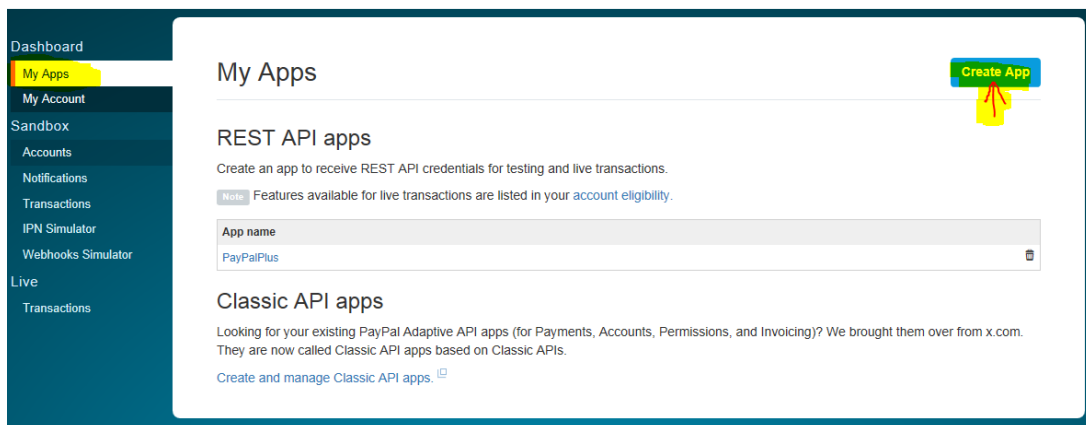 Dashboard
My Apps
My Account
Sandbox
Accounts
Notifications
Transactions
IPN Simulator
Webhooks Simulator
Live
Transactions
My Apps
Create App
REST API apps
Create an app to receive REST API credentials for testing and live transactions.
Note Features available for live transactions are listed in your account eligibility.
App name
PayPalPlus
Classic API apps
Looking for your existing PayPal Adaptive API apps (for Payments, Accounts, Permissions, and Invoicing)? We brought them over from x.com.
They are now called Classic API apps based on Classic APIs.
Create and manage Classic API apps.